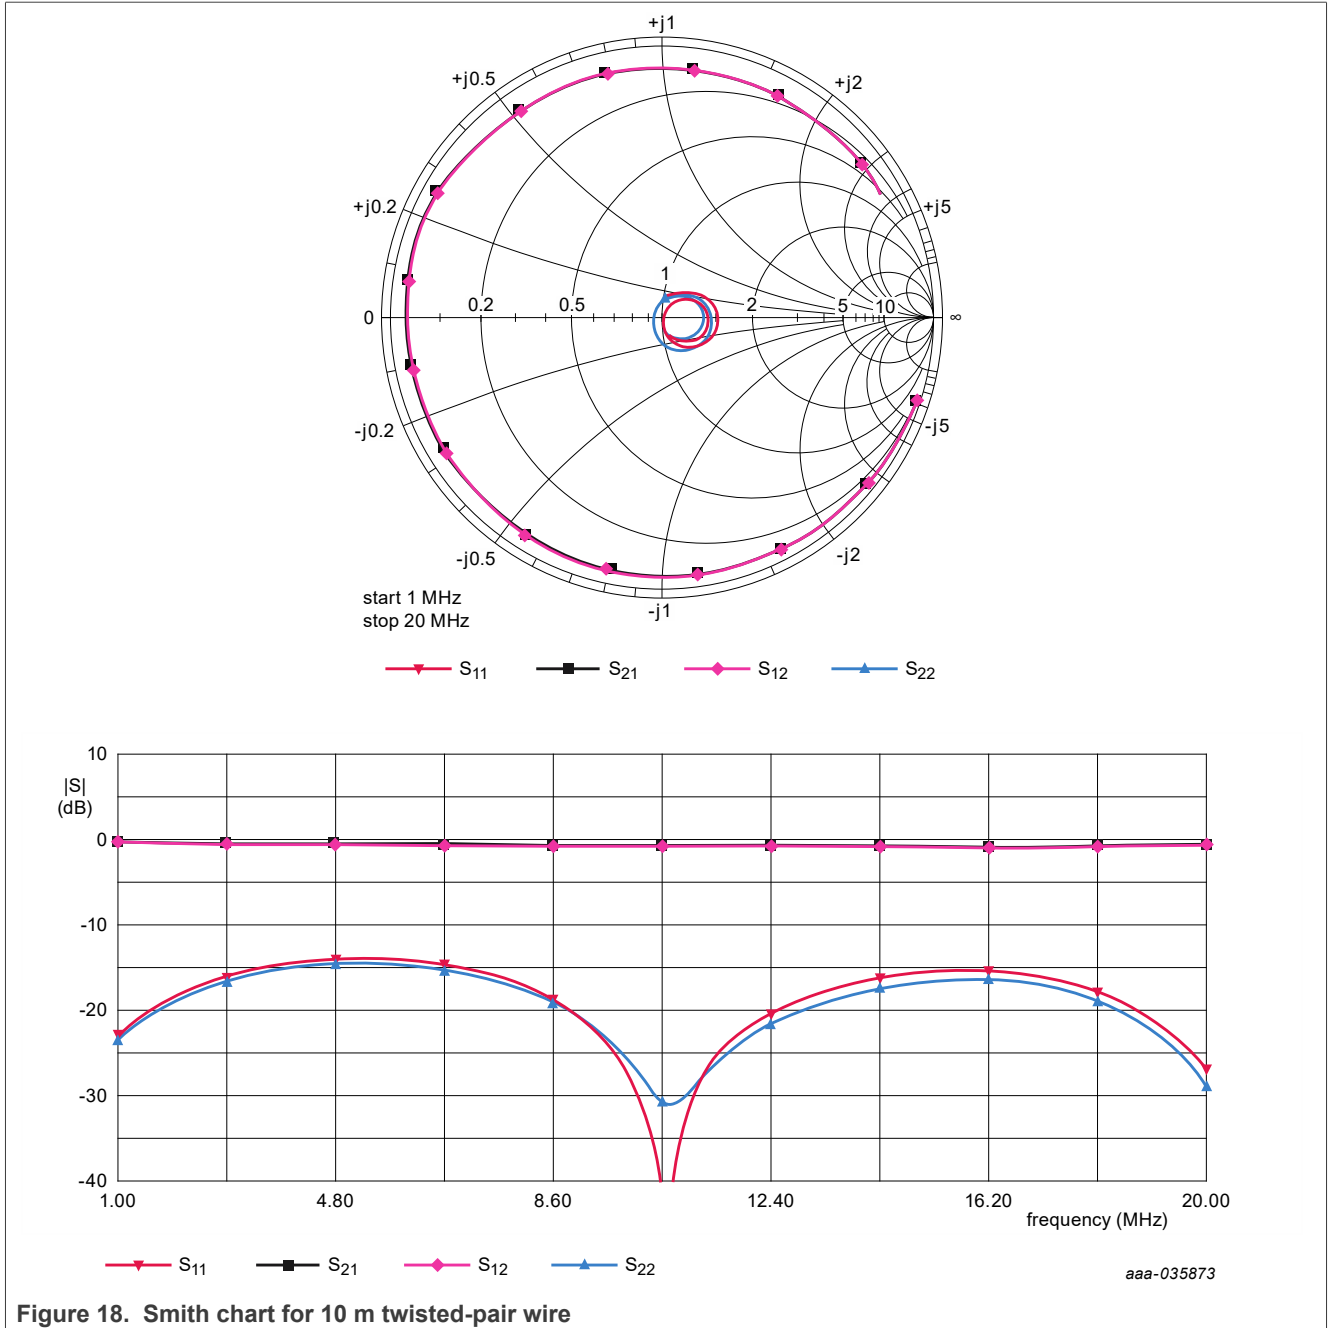 +j1
+j0.5
+j2
+j0.2
+j5
1
0
0.2
0.5
2
5
10
∞
-j0.2
-j5
-j0.5
-j2
-j1
start 1 MHz
stop 20 MHz
S11
S21
S12
S22
10
|S|
(dB)
0
-10
-20
-30
-40
1.00
4.80
8.60
12.40
16.20
20.00
frequency (MHz)
S11
S21
S12
S22
aaa-035873
Figure 18. Smith chart for 10 m twisted-pair wire